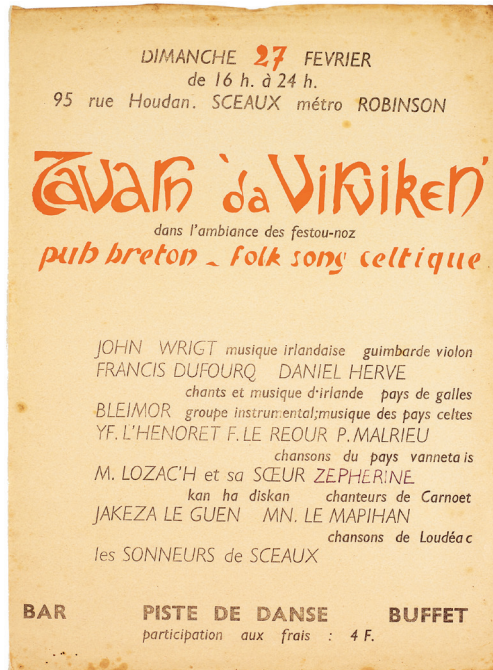 DIMANCHE 27 FEVRIER
de 16 h. à 24 h.
95 rue Houdan. SCEAUX métro ROBINSON
Tavarn 'da Virviken'
dans l'ambiance des festou-noz
pub breton - folk song celtique
JOHN WRIGT musique irlandaise guimbarde violon
FRANCIS DUFOURQ DANIEL HERVE
chants et musique d'irlande pays de galles
BLEIMOR groupe instrumental;musique des pays celtes
YF. L'HENORET F. LE REOUR P. MALRIEU
chansons du pays vannetais
M. LOZAC'H et sa SŒUR ZEPHERINE
kan ha diskan chanteurs de Carnoet
JAKEZA LE GUEN MN. LE MAPIHAN
chansons de Loudéac
les SONNEURS de SCEAUX
BAR PISTE DE DANSE BUFFET
participation aux frais : 4 F.